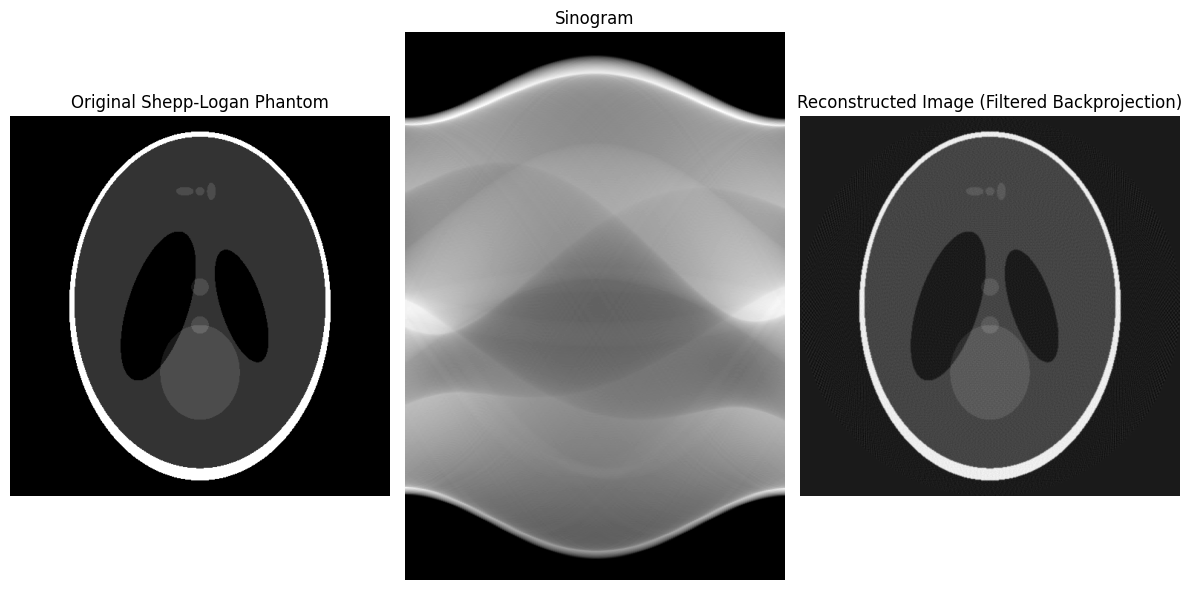 Sinogram
Original Shepp-Logan Phantom
Reconstructed Image (Filtered Backprojection)